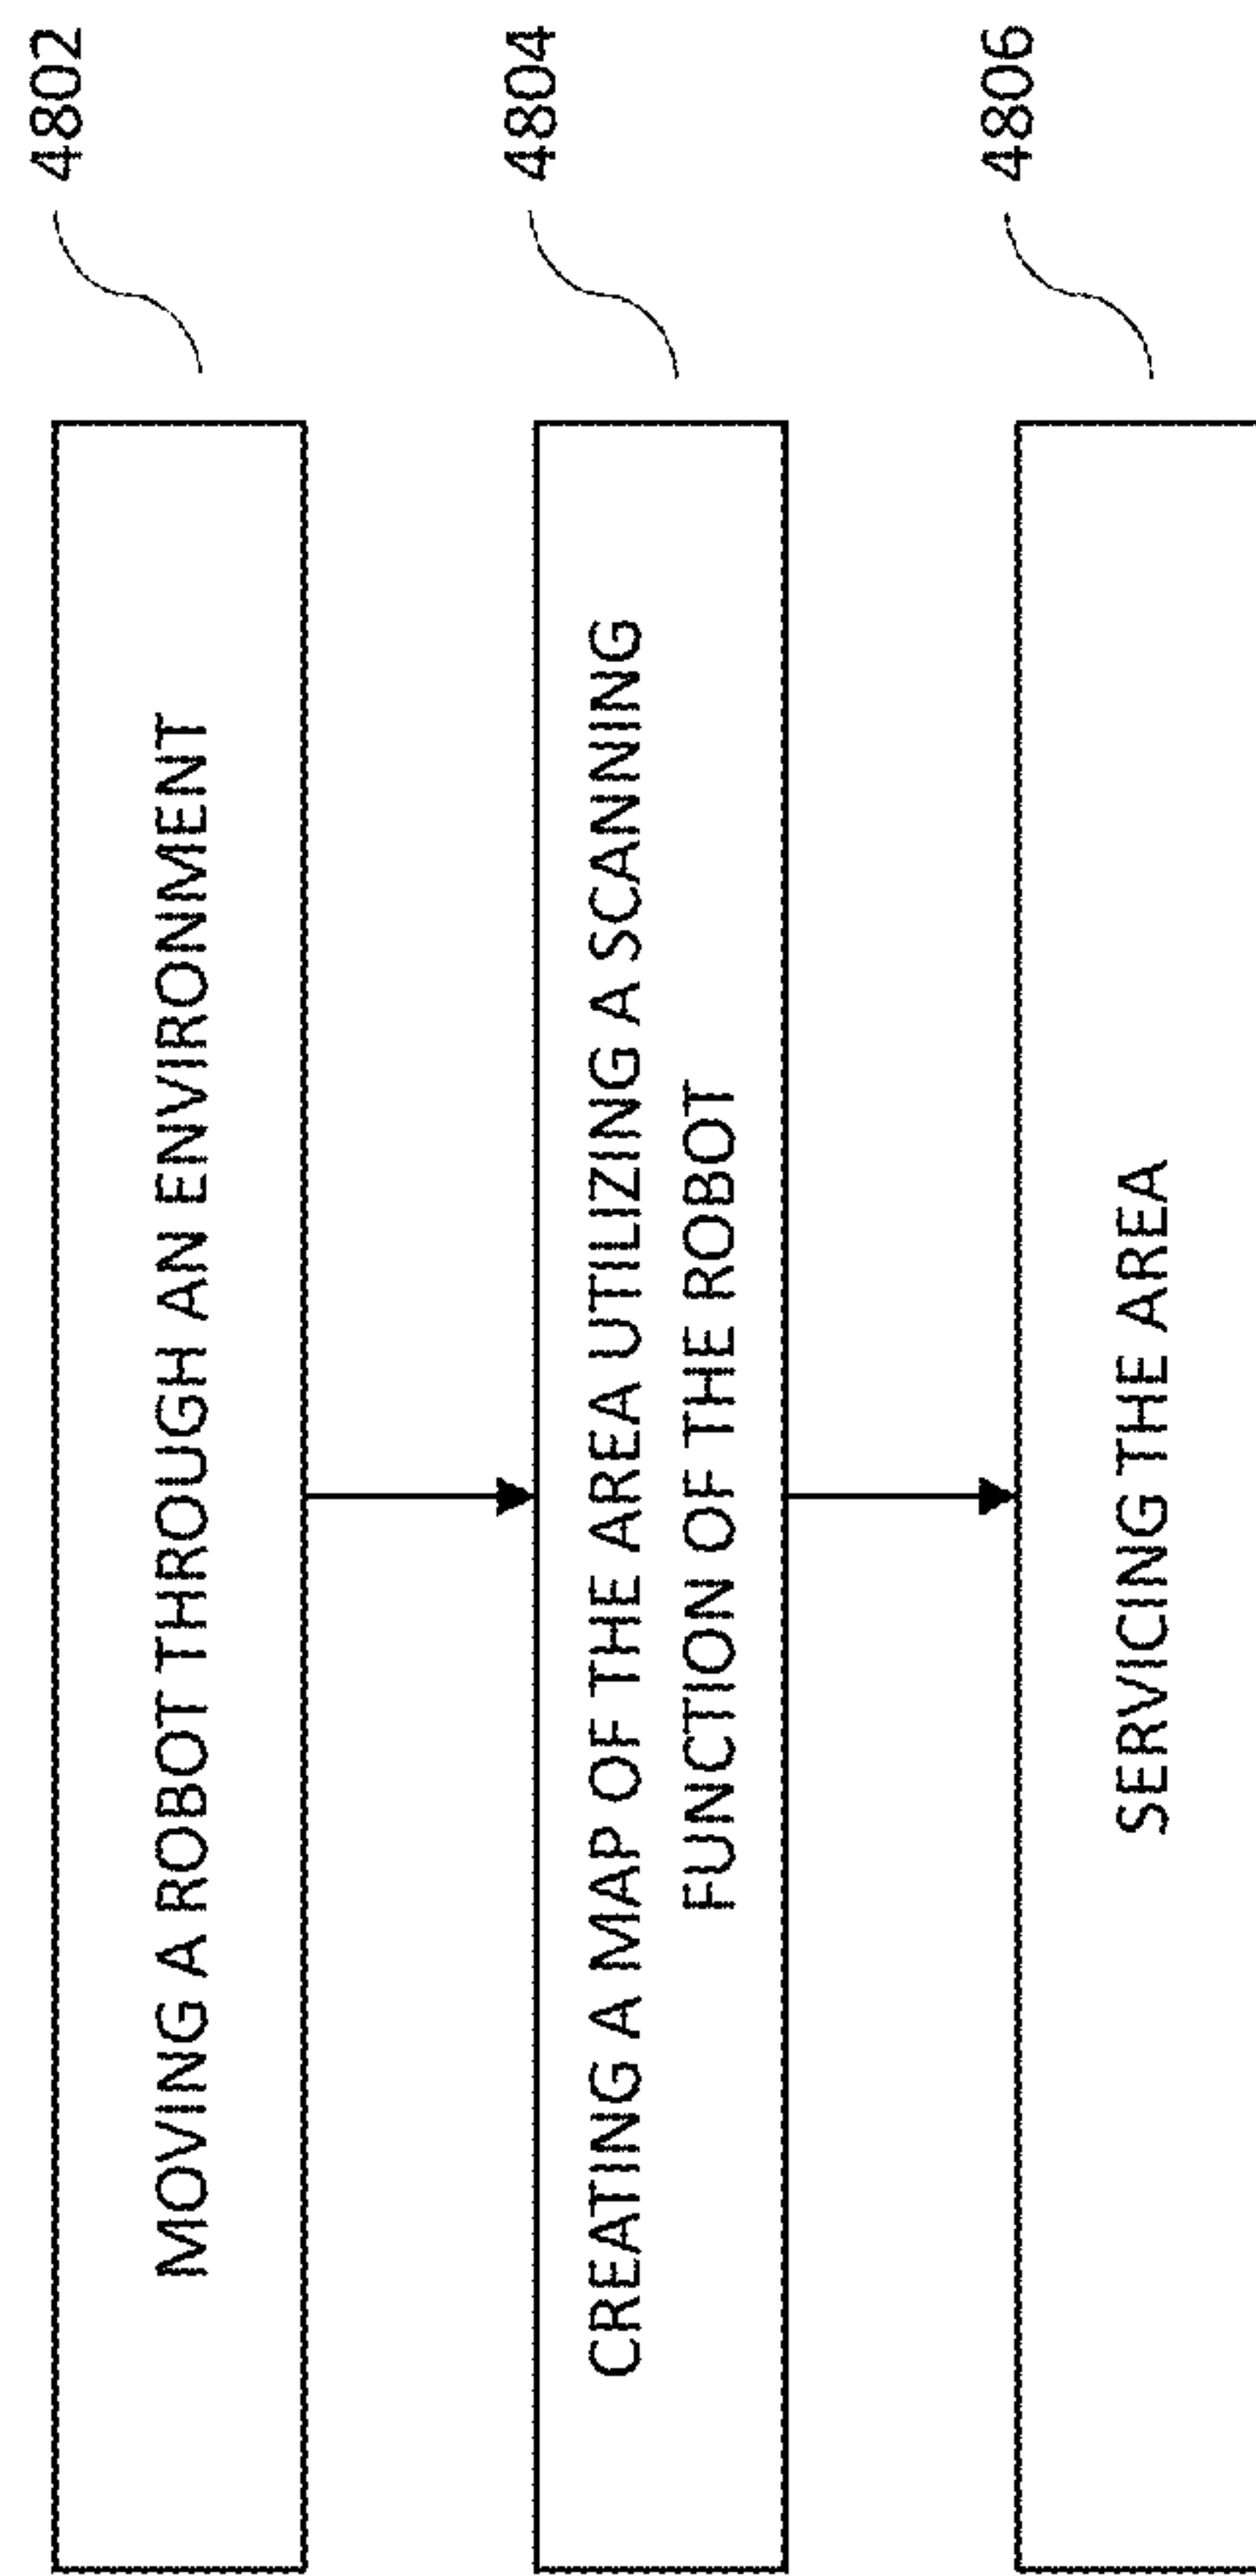 MOVING A ROBOT THROUGH AN ENVIRONMENT
4802
CREATING A MAP OF THE AREA UTILIZING A SCANNING
FUNCTION OF THE ROBOT
4804
SERVICING THE AREA
4806